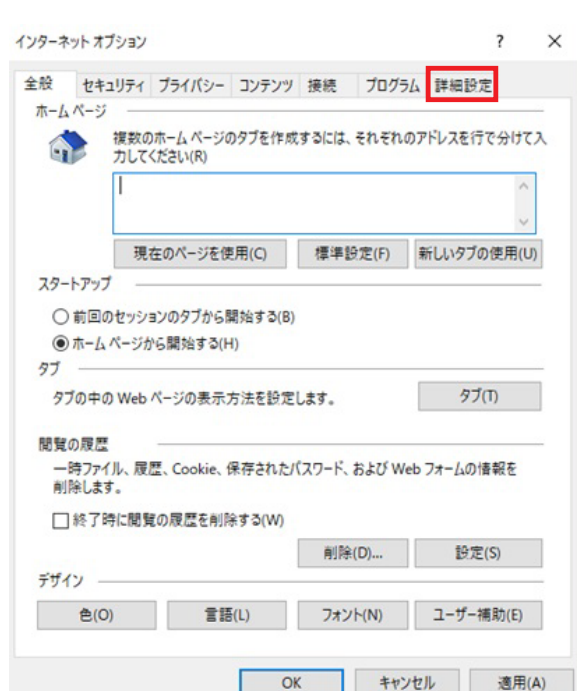 インターネット オプション ? ×
全般 セキュリティ プライバシー コンテンツ 接続 プログラム 詳細設定
ホーム ページ
複数のホーム ページのタブを作成するには、それぞれのアドレスを行で分けて入
力してください(R)
現在のページを使用(C) 標準設定(F) 新しいタブの使用(U)
スタートアップ
前回のセッションのタブから開始する(B)
ホーム ページから開始する(H)
タブ
タブの中の Web ページの表示方法を設定します。 タブ(T)
閲覧の履歴
一時ファイル、履歴、Cookie、保存されたパスワード、および Web フォームの情報を
削除します。
終了時に閲覧の履歴を削除する(W)
削除(D)... 設定(S)
デザイン
色(O) 言語(L) フォント(N) ユーザー補助(E)
OK キャンセル 適用(A)